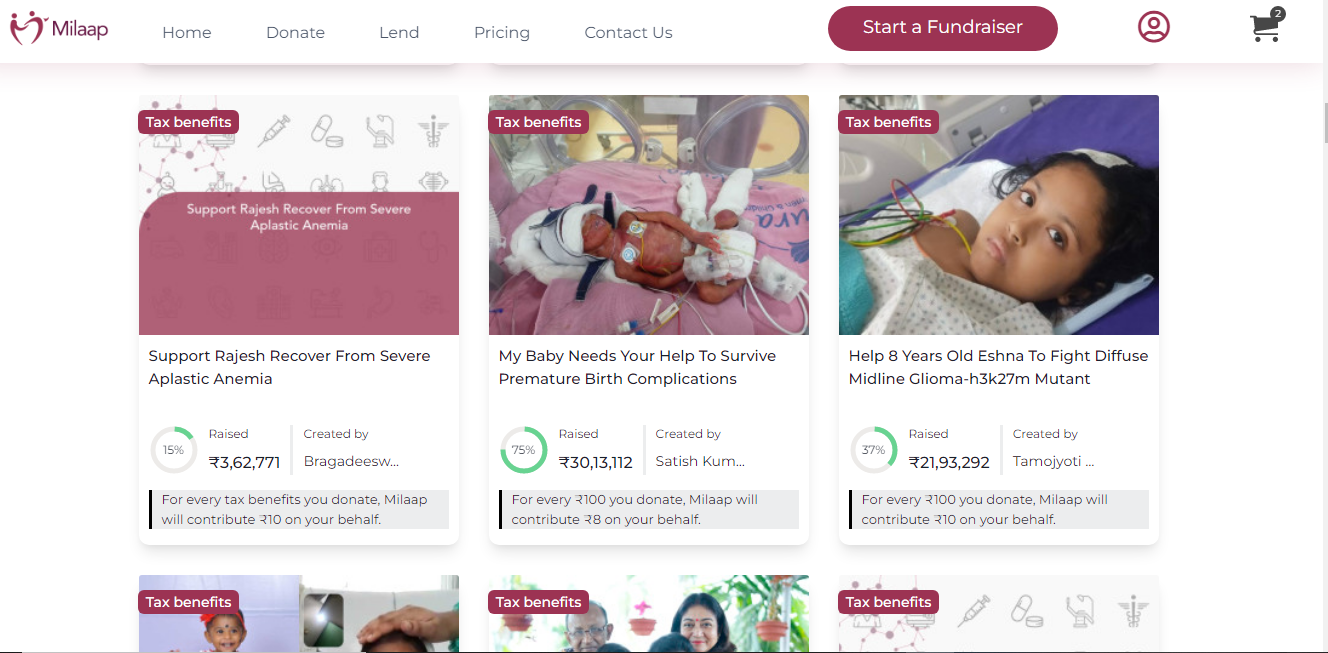 Milaap
Home
Donate
Lend
Pricing
Contact Us
Start a Fundraiser
2
Tax benefits
Tax benefits
Tax benefits
Support Rajesh Recover From Severe
Aplastic Anemia
Support Rajesh Recover From Severe
Aplastic Anemia
15%
Raised
₹3,62,771
Created by
Bragadeesw...
For every tax benefits you donate, Milaap
will contribute ₹10 on your behalf.
My Baby Needs Your Help To Survive
Premature Birth Complications
75%
Raised
₹30,13,112
Created by
Satish Kum...
For every ₹100 you donate, Milaap will
contribute ₹8 on your behalf.
Help 8 Years Old Eshna To Fight Diffuse
Midline Glioma-h3k27m Mutant
37%
Raised
₹21,93,292
Created by
Tamojyoti ...
For every ₹100 you donate, Milaap will
contribute ₹10 on your behalf.
Tax benefits
Tax benefits
Tax benefits